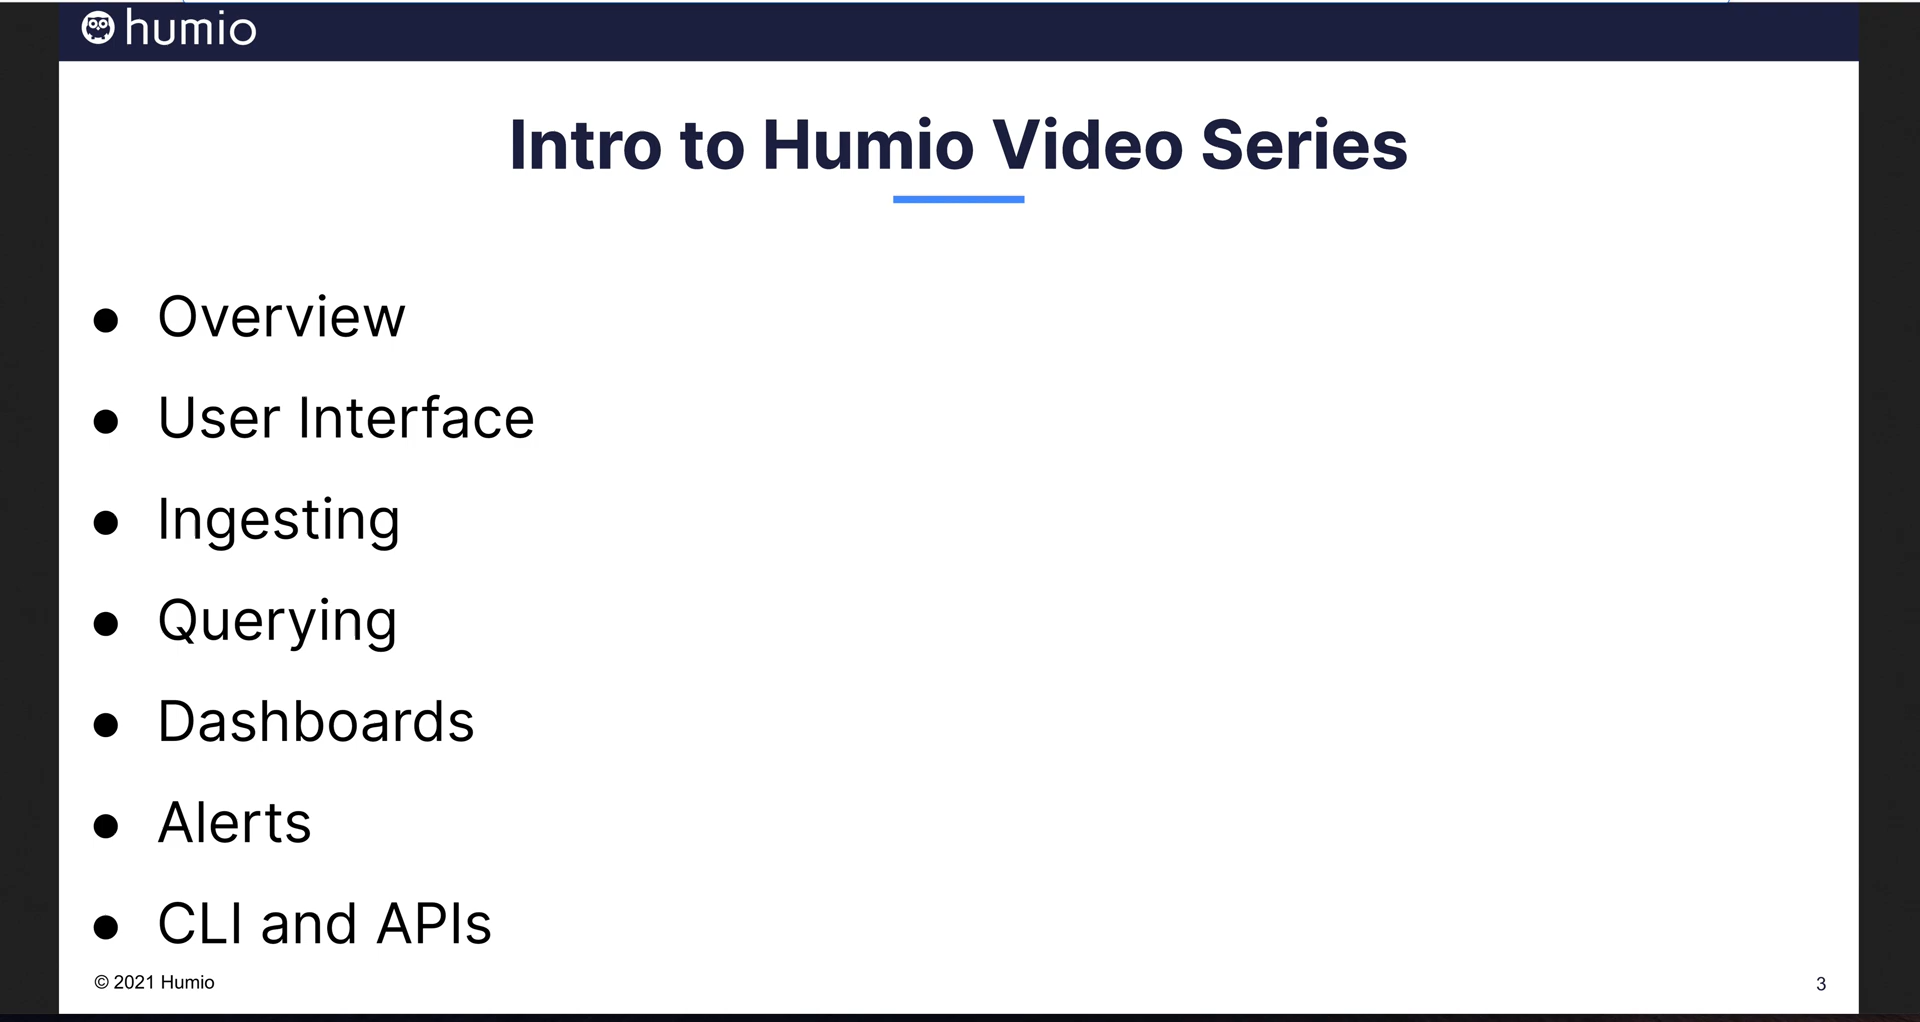 humio
Intro to Humio Video Series
● Overview
● User Interface
● Ingesting
● Querying
● Dashboards
● Alerts
● CLI and APIs
© 2021 Humio
3